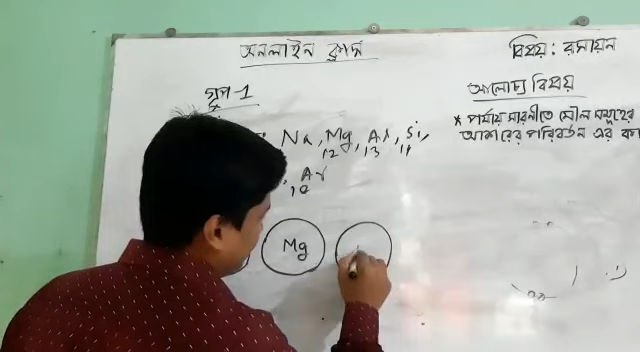 অনলাইন ক্লাস
বিষয়: রসায়ন
গ্রুপ-1
আলোচ্য বিষয়
* পর্যায় সারনীতে মৌল সমূহের
আকারের পরিবর্তন এর কা
Na, Mg, Al, Si,
12 13 14
Ar
18
Mg